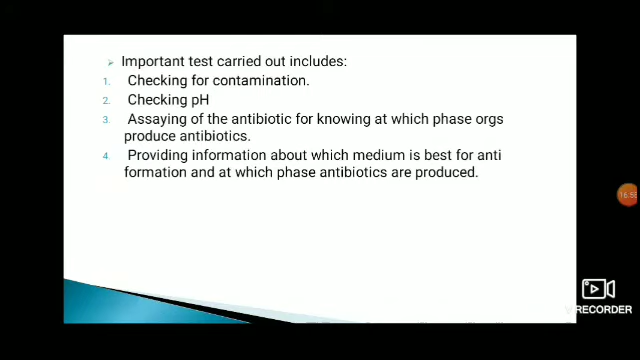 Important test carried out includes:
1. Checking for contamination.
2. Checking pH
3. Assaying of the antibiotic for knowing at which phase orgs
produce antibiotics.
4. Providing information about which medium is best for anti
formation and at which phase antibiotics are produced.
16:50
RECORDER